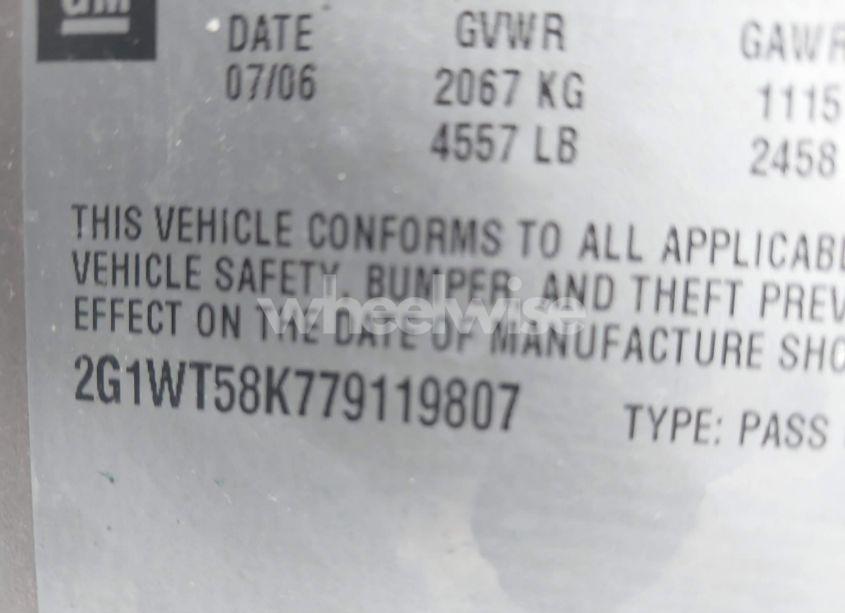 GM
DATE GVWR GAWR
07/06 2067 KG 1115
4557 LB 2458
THIS VEHICLE CONFORMS TO ALL APPLICABL
VEHICLE SAFETY, BUMPER, AND THEFT PREV
wheelwise
EFFECT ON THE DATE OF MANUFACTURE SHO
2G1WT58K779119807 TYPE: PASS